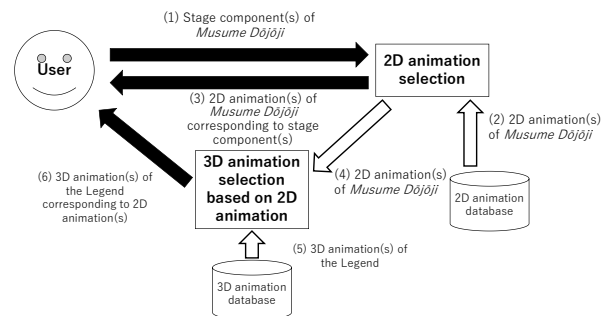 (1) Stage component(s) of
Musume Dōjōji
User
2D animation
selection
(3) 2D animation(s) of
Musume Dōjōji
corresponding to stage
component(s)
(2) 2D animation(s)
of Musume Dōjōji
(6) 3D animation(s) of
the Legend
corresponding to 2D
animation(s)
3D animation
selection
based on 2D
animation
(4) 2D animation(s)
of Musume Dōjōji
2D animation
database
(5) 3D animation(s) of
the Legend
3D animation
database